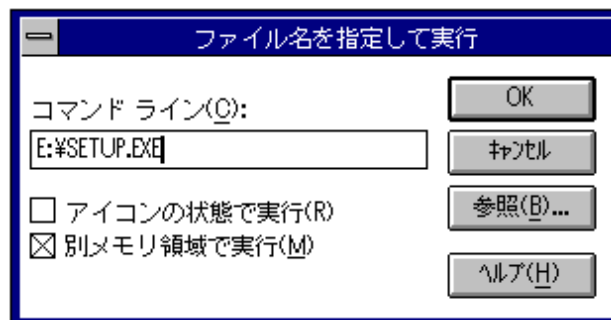 ファイル名を指定して実行
コマンド ライン(C):
E:¥SETUP.EXE
アイコンの状態で実行(R)
別メモリ領域で実行(M)
OK
ｷｬﾝｾﾙ
参照(B)...
ﾍﾙﾌﾟ(H)